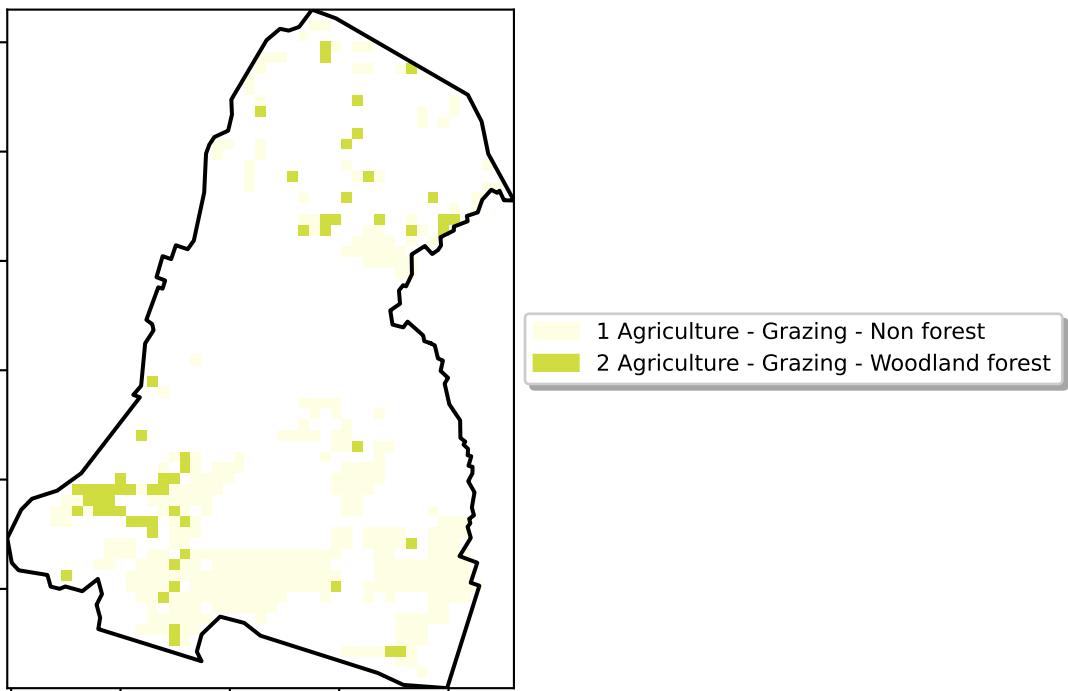 1 Agriculture - Grazing - Non forest
2 Agriculture - Grazing - Woodland forest